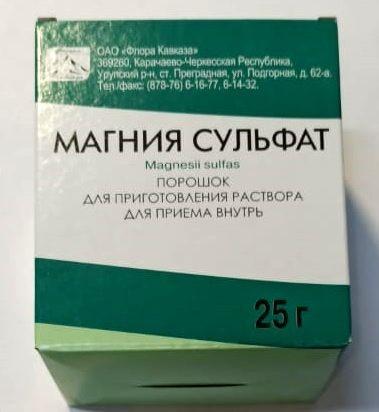 ОАО «Флора Кавказа»
369260, Карачаево-Черкесская Республика,
Урупский р-н, ст. Преградная, ул. Подгорная, д. 62-а.
Тел./факс: (878-76) 6-16-77, 6-14-32.
МАГНИЯ СУЛЬФАТ
Magnesii sulfas
ПОРОШОК
ДЛЯ ПРИГОТОВЛЕНИЯ РАСТВОРА
ДЛЯ ПРИЕМА ВНУТРЬ
25 г